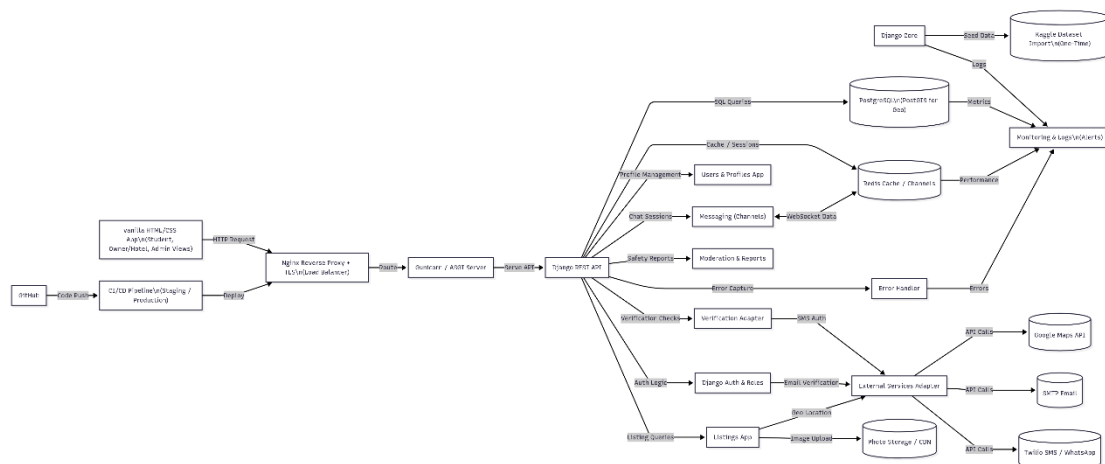 GitHub
Code Push
vanilla HTML/CSS
App\n(Student,
Owner/Hotel, Admin Views)
CI/CD Pipeline\n(Staging /
Production)
HTTP Request
Deploy
Nginx Reverse Proxy +
TLS\n(Load Balancer)
Route
Gunicorn / ASGI Server
Serve API
Django REST API
SQL Queries
Cache / Sessions
Profile Management
Chat Sessions
Safety Reports
Error Capture
Verification Checks
Auth Logic
Listing Queries
Users & Profiles App
Messaging (Channels)
Moderation & Reports
Verification Adapter
Django Auth & Roles
Listings App
WebSocket Data
SMS Auth
Email Verification
Geo Location
Image Upload
Django Core
PostgreSQL\n(PostGIS for
Geo)
Redis Cache / Channels
Error Handler
External Services Adapter
Photo Storage / CDN
Seed Data
Logs
Metrics
Performance
Errors
API Calls
API Calls
API Calls
Kaggle Dataset
Import\n(One-Time)
Monitoring & Logs\n(Alerts)
Google Maps API
SMTP Email
Twilio SMS / WhatsApp